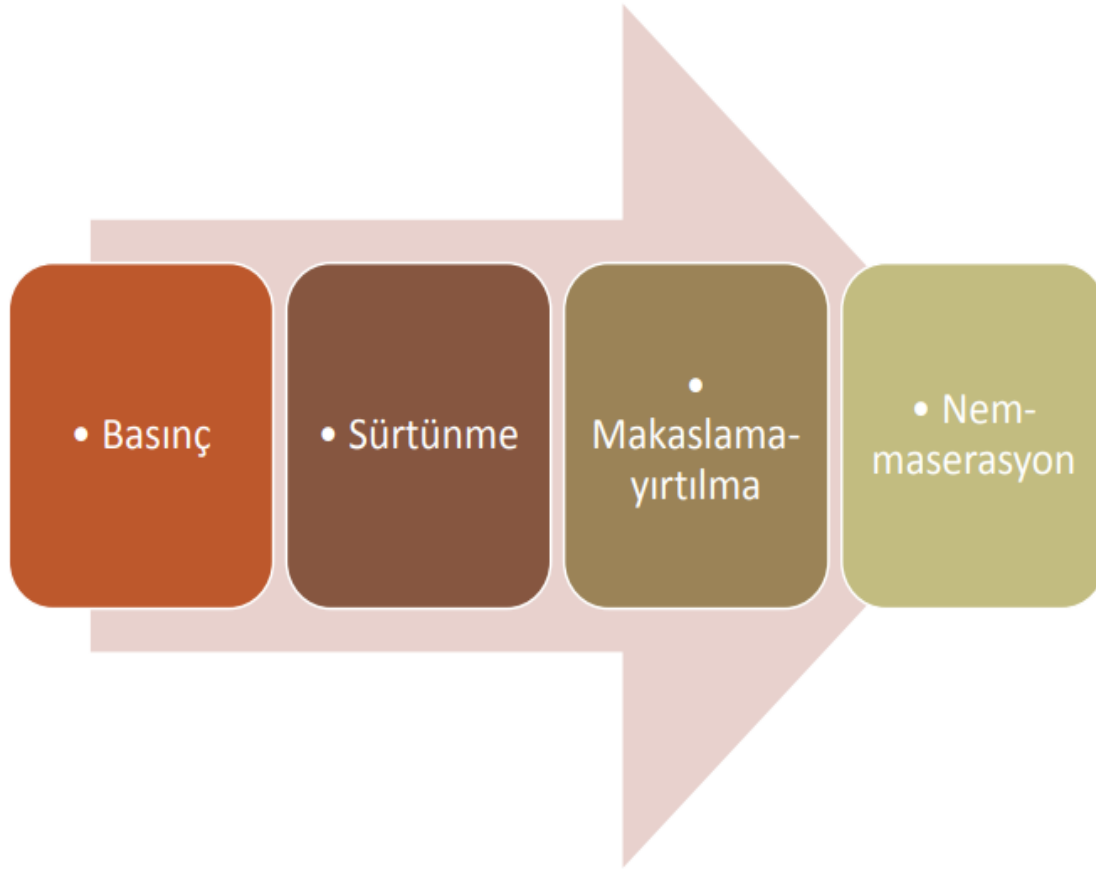 • Basınç
• Sürtünme
•
Makaslama-
yırtılma
• Nem-
maserasyon